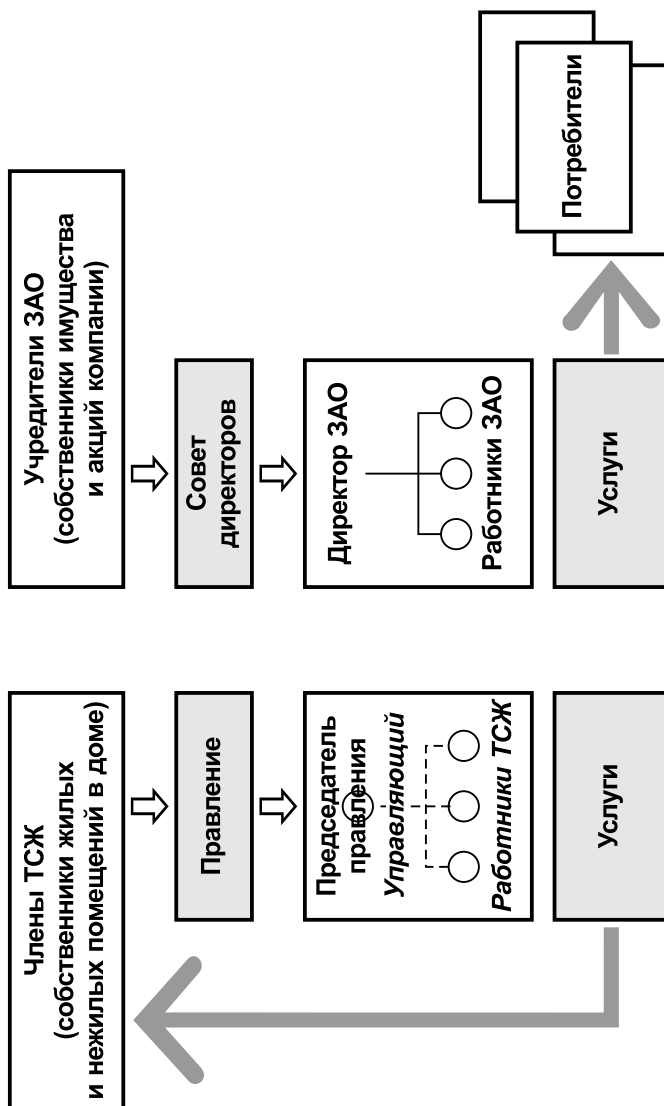 Члены ТСЖ
(собственники жилых
и нежилых помещений в доме)
Правление
Председатель
правления
Управляющий
Работники ТСЖ
Услуги
Учредители ЗАО
(собственники имущества
и акций компании)
Совет
директоров
Директор ЗАО
Работники ЗАО
Услуги
Потребители